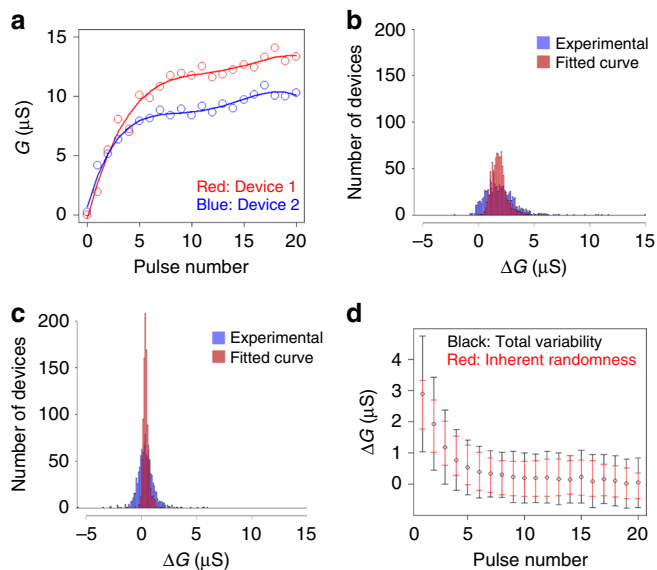 a
15
10
5
0
G (μS)
Red: Device 1
Blue: Device 2
0 5 10 15 20
Pulse number
b
200
150
100
50
0
Number of devices
Experimental
Fitted curve
−5 0 5 10 15
ΔG (μS)
c
200
150
100
50
0
Number of devices
Experimental
Fitted curve
−5 0 5 10 15
ΔG (μS)
d
Black: Total variability
Red: Inherent randomness
4
3
2
1
0
ΔG (μS)
0 5 10 15 20
Pulse number